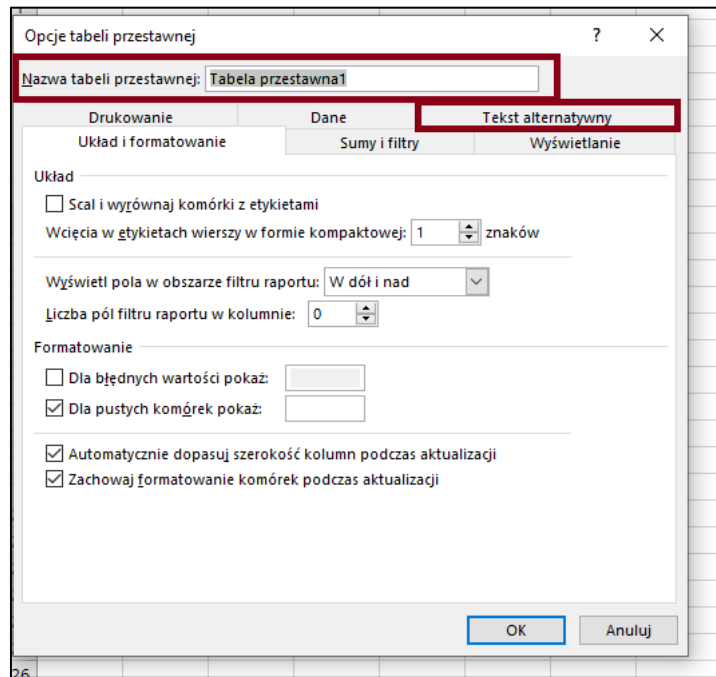 Opcje tabeli przestawnej ?
Nazwa tabeli przestawnej: Tabela przestawna1
Drukowanie Dane Tekst alternatywny
Układ i formatowanie Sumy i filtry Wyświetlanie
Układ
Scal i wyrównaj komórki z etykietami
Wcięcia w etykietach wierszy w formie kompaktowej: 1 znaków
Wyświetl pola w obszarze filtru raportu: W dół i nad
Liczba pól filtru raportu w kolumnie: 0
Formatowanie
Dla błędnych wartości pokaż:
Dla pustych komórek pokaż:
Automatycznie dopasuj szerokość kolumn podczas aktualizacji
Zachowaj formatowanie komórek podczas aktualizacji
OK Anuluj
26